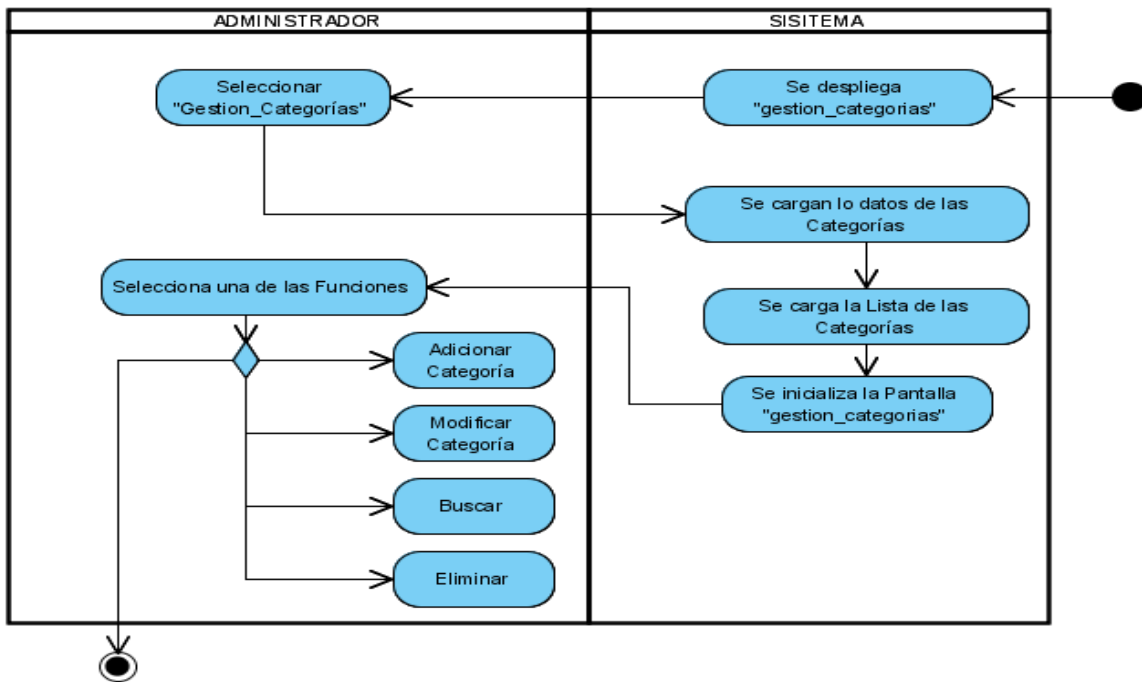 ADMINISTRADOR
SISITEMA
Seleccionar
"Gestion_Categorías"
Se despliega
"gestion_categorias"
Se cargan lo datos de las
Categorías
Selecciona una de las Funciones
Se carga la Lista de las
Categorías
Adicionar
Categoría
Se inicializa la Pantalla
"gestion_categorias"
Modificar
Categoría
Buscar
Eliminar